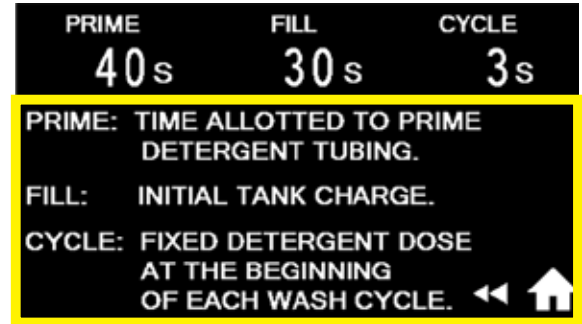 PRIME FILL CYCLE
40s 30s 3s
PRIME: TIME ALLOTTED TO PRIME
DETERGENT TUBING.
FILL: INITIAL TANK CHARGE.
CYCLE: FIXED DETERGENT DOSE
AT THE BEGINNING
OF EACH WASH CYCLE.